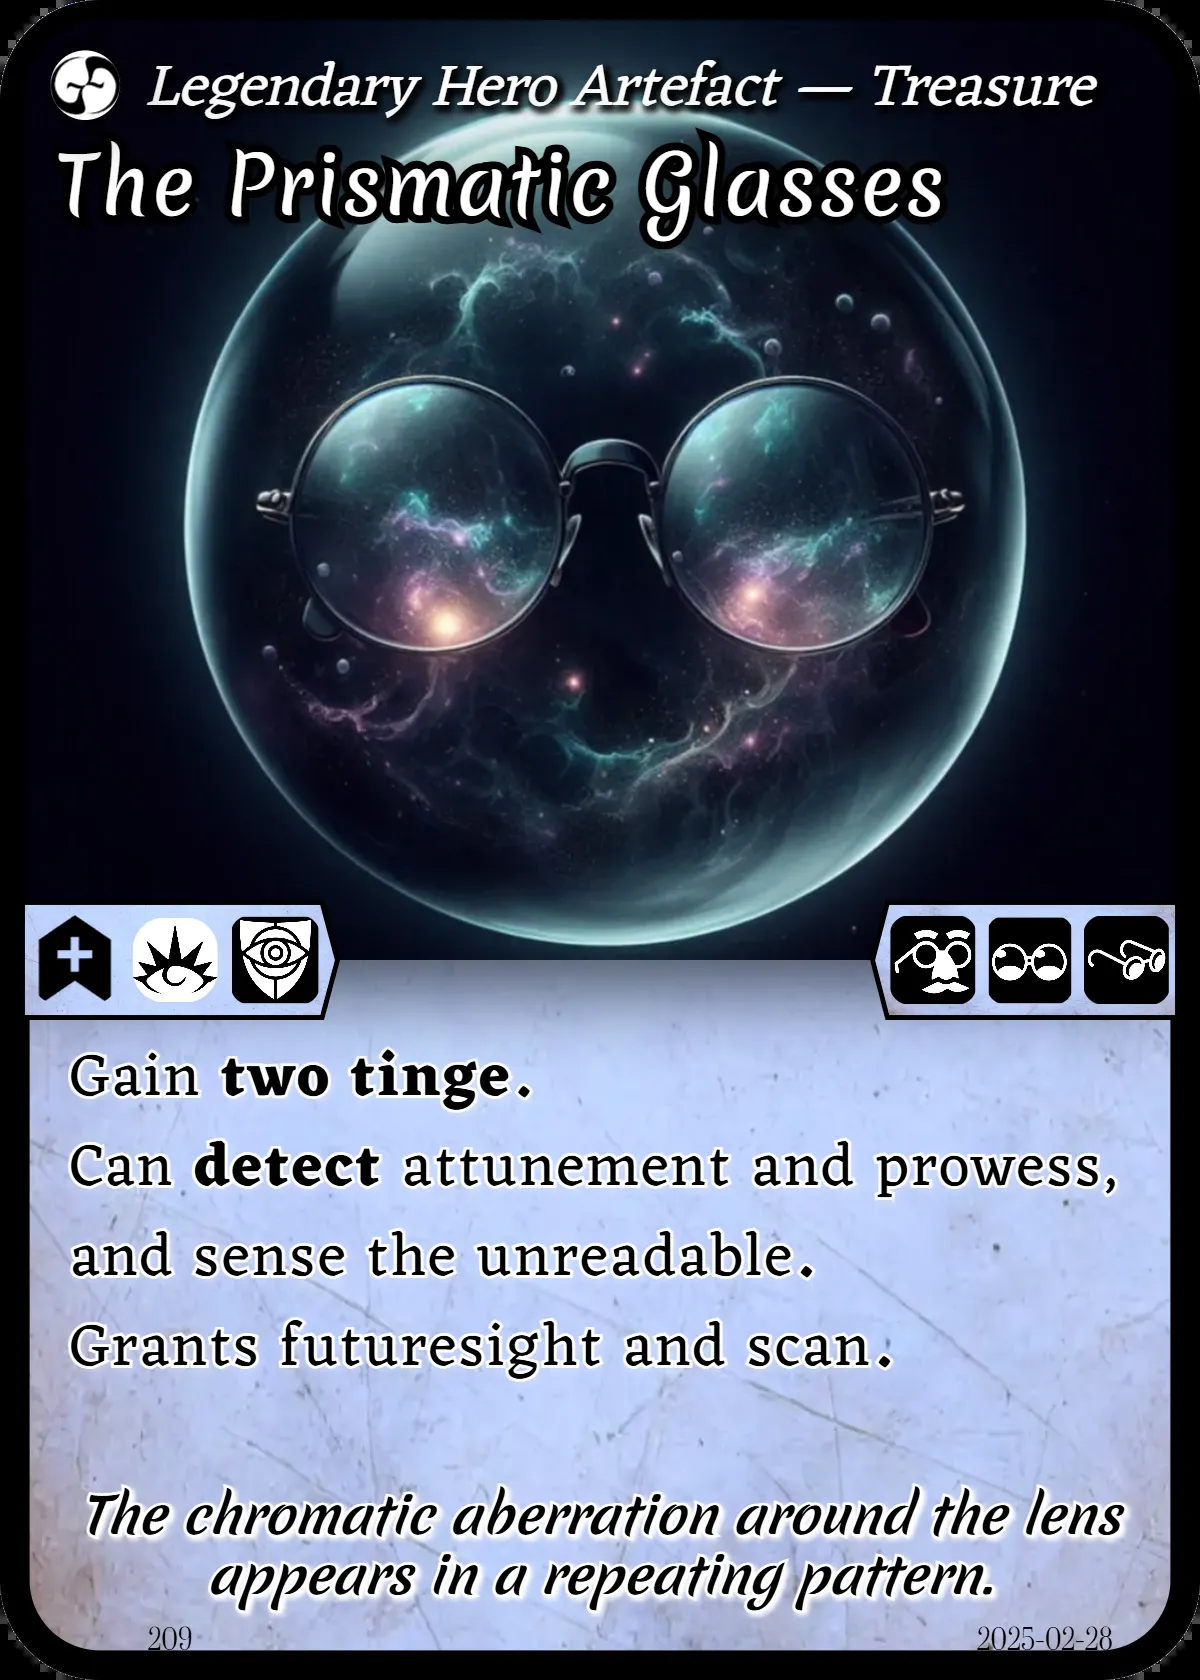 Legendary Hero Artefact — Treasure
The Prismatic Glasses
Gain two tinge.
Can detect attunement and prowess,
and sense the unreadable.
Grants futuresight and scan.
The chromatic aberration around the lens
appears in a repeating pattern.
209
2025-02-28